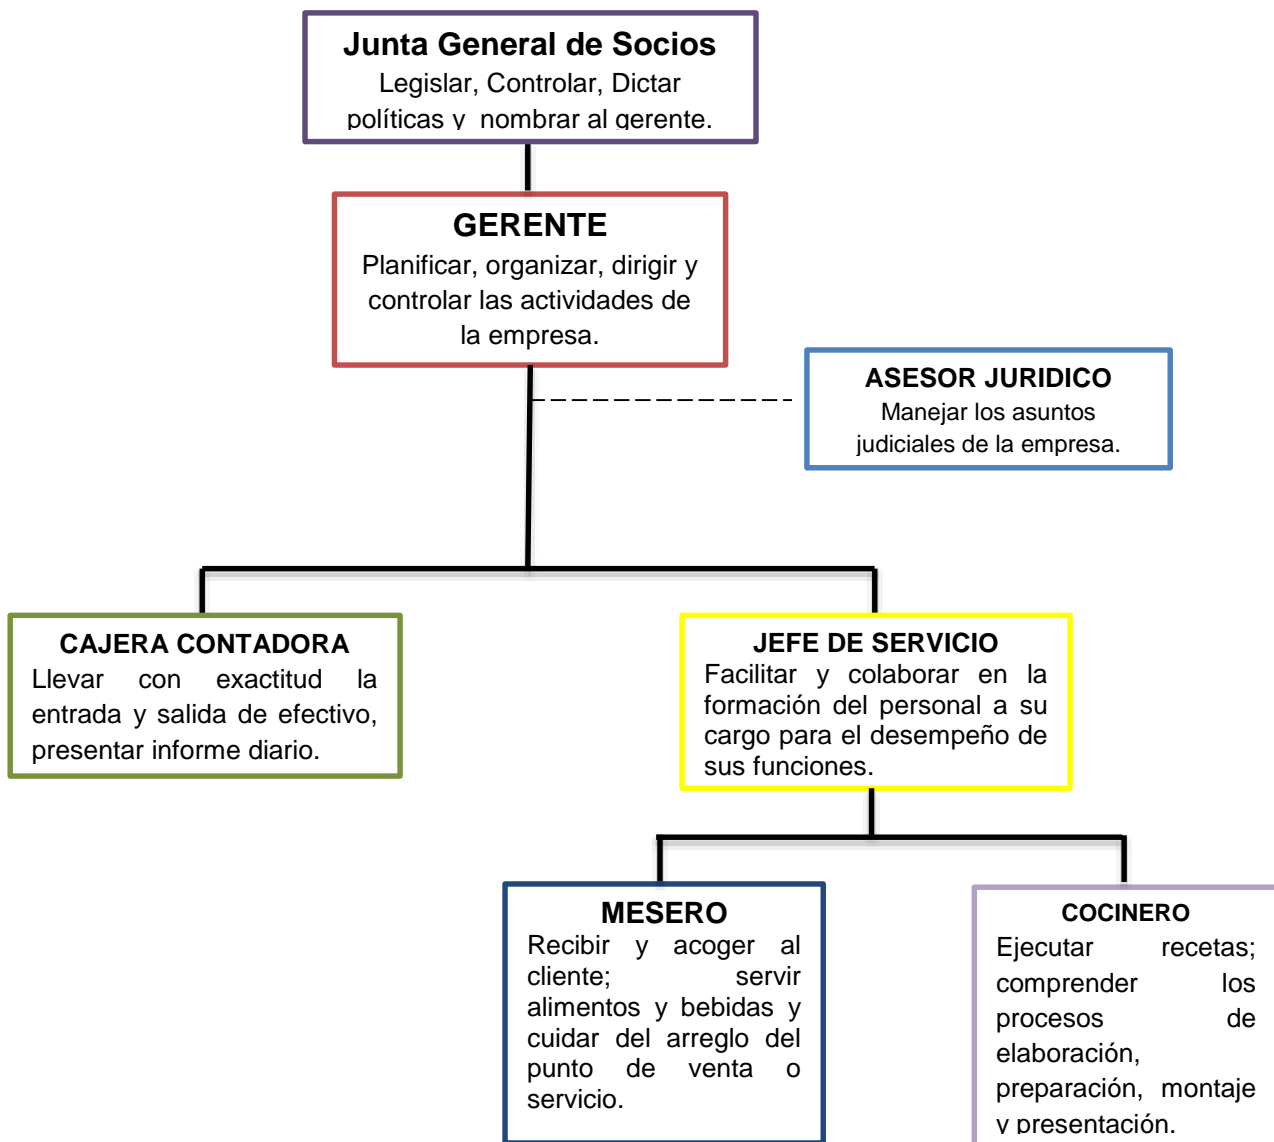 Junta General de Socios
Legislar, Controlar, Dictar
políticas y nombrar al gerente.
GERENTE
Planificar, organizar, dirigir y
controlar las actividades de
la empresa.
ASESOR JURIDICO
Manejar los asuntos
judiciales de la empresa.
CAJERA CONTADORA
Llevar con exactitud la
entrada y salida de efectivo,
presentar informe diario.
JEFE DE SERVICIO
Facilitar y colaborar en la
formación del personal a su
cargo para el desempeño de
sus funciones.
MESERO
Recibir y acoger al
cliente; servir
alimentos y bebidas y
cuidar del arreglo del
punto de venta o
servicio.
COCINERO
Ejecutar recetas;
comprender los
procesos de
elaboración,
preparación, montaje
y presentación.